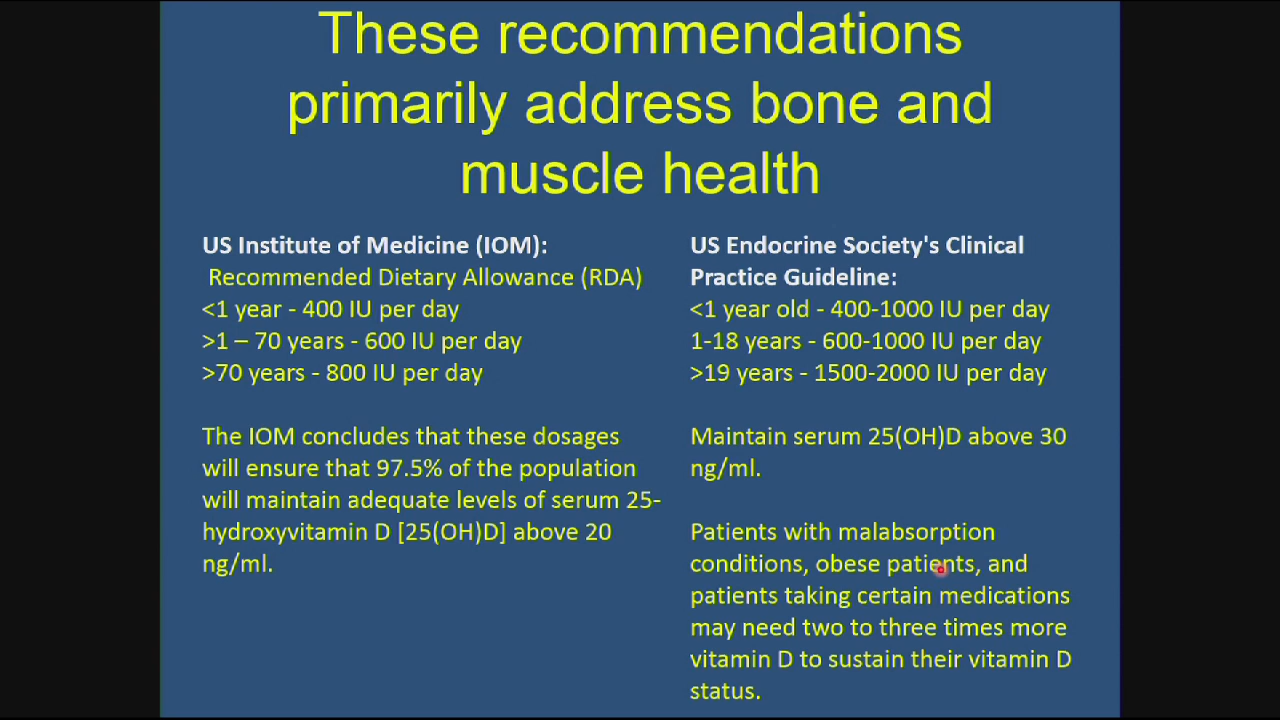 These recommendations
primarily address bone and
muscle health
US Institute of Medicine (IOM):
Recommended Dietary Allowance (RDA)
<1 year - 400 IU per day
>1 – 70 years - 600 IU per day
>70 years - 800 IU per day
The IOM concludes that these dosages
will ensure that 97.5% of the population
will maintain adequate levels of serum 25-
hydroxyvitamin D [25(OH)D] above 20
ng/ml.
US Endocrine Society's Clinical
Practice Guideline:
<1 year old - 400-1000 IU per day
1-18 years - 600-1000 IU per day
>19 years - 1500-2000 IU per day
Maintain serum 25(OH)D above 30
ng/ml.
Patients with malabsorption
conditions, obese patients, and
patients taking certain medications
may need two to three times more
vitamin D to sustain their vitamin D
status.